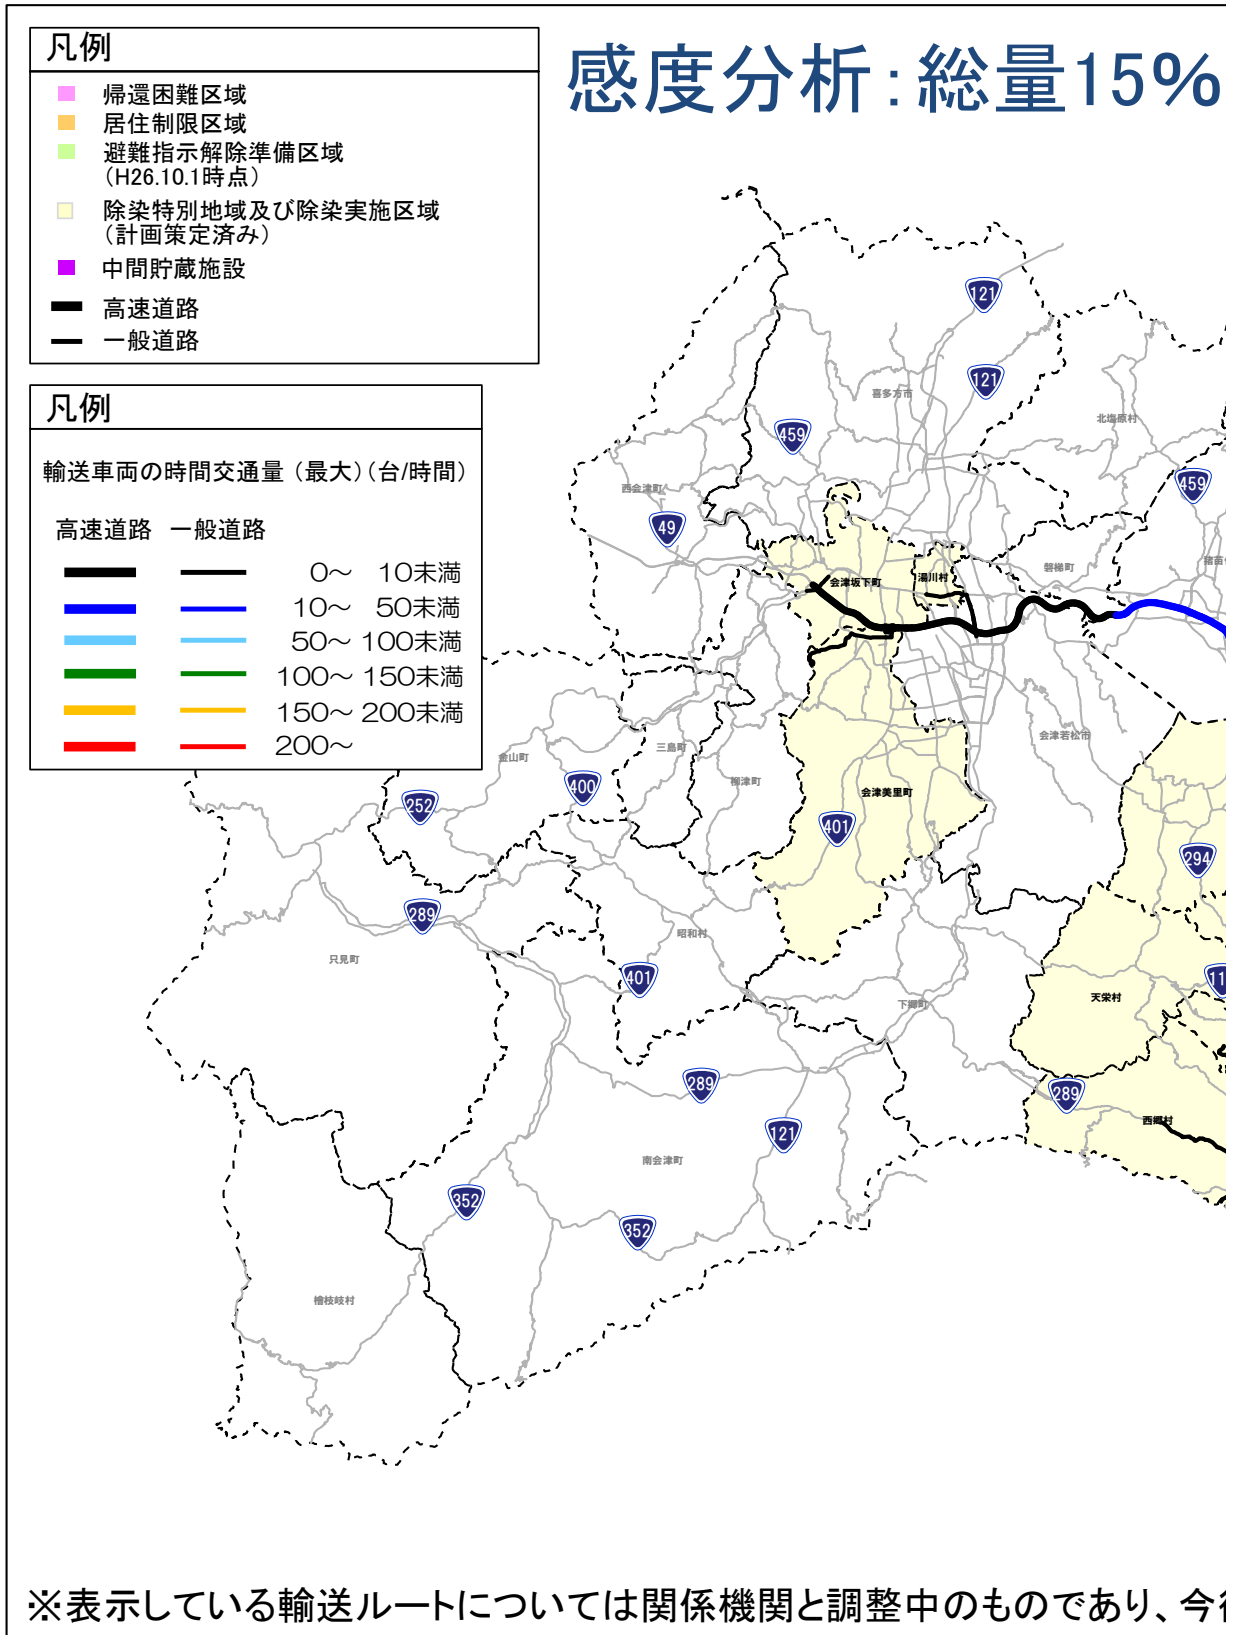 凡例
帰還困難区域
居住制限区域
避難指示解除準備区域
（H26.10.1時点）
除染特別地域及び除染実施区域
（計画策定済み）
中間貯蔵施設
高速道路
一般道路
感度分析：総量15%
凡例
輸送車両の時間交通量（最大）（台/時間）
高速道路 一般道路
0～ 10未満
10～ 50未満
50～ 100未満
100～ 150未満
150～ 200未満
200～
121
121
喜多方市
北塩原村
459
459
西会津町
49
会津坂下町
湯川村
磐梯町
猪苗
会津若松市
三島町
金山町
柳津町
400
252
会津美里町
401
294
289
昭和村
只見町
401
11
天栄村
下郷町
289
289
西郷村
121
南会津町
352
352
檜枝岐村
※表示している輸送ルートについては関係機関と調整中のものであり、今